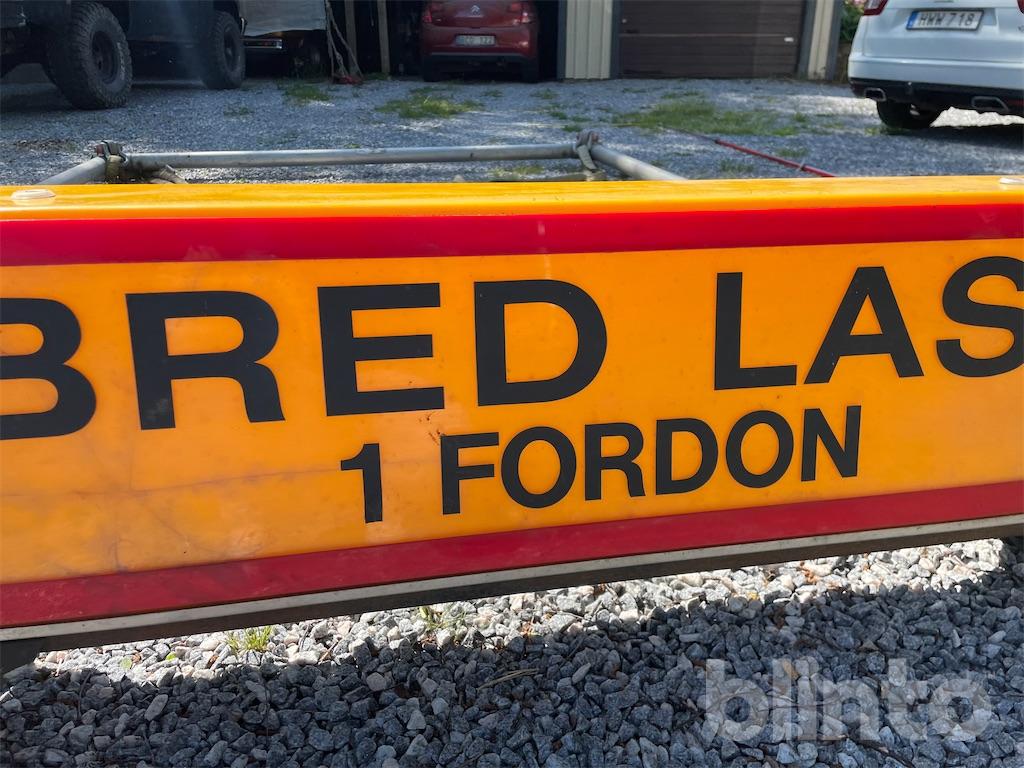 HWW 718
BRED LAS
1 FORDON
blinto